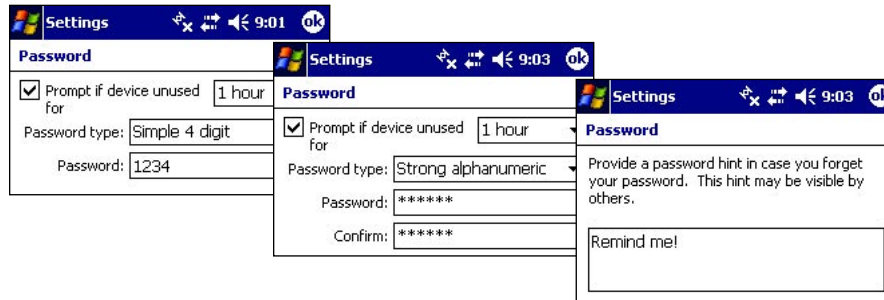 Settings 9:01 ok
Password
Prompt if device unused for 1 hour
Password type: Simple 4 digit
Password: 1234
Settings 9:03 ok
Password
Prompt if device unused for 1 hour
Password type: Strong alphanumeric
Password: ******
Confirm: ******
Settings 9:03 ok
Password
Provide a password hint in case you forget
your password. This hint may be visible by
others.
Remind me!